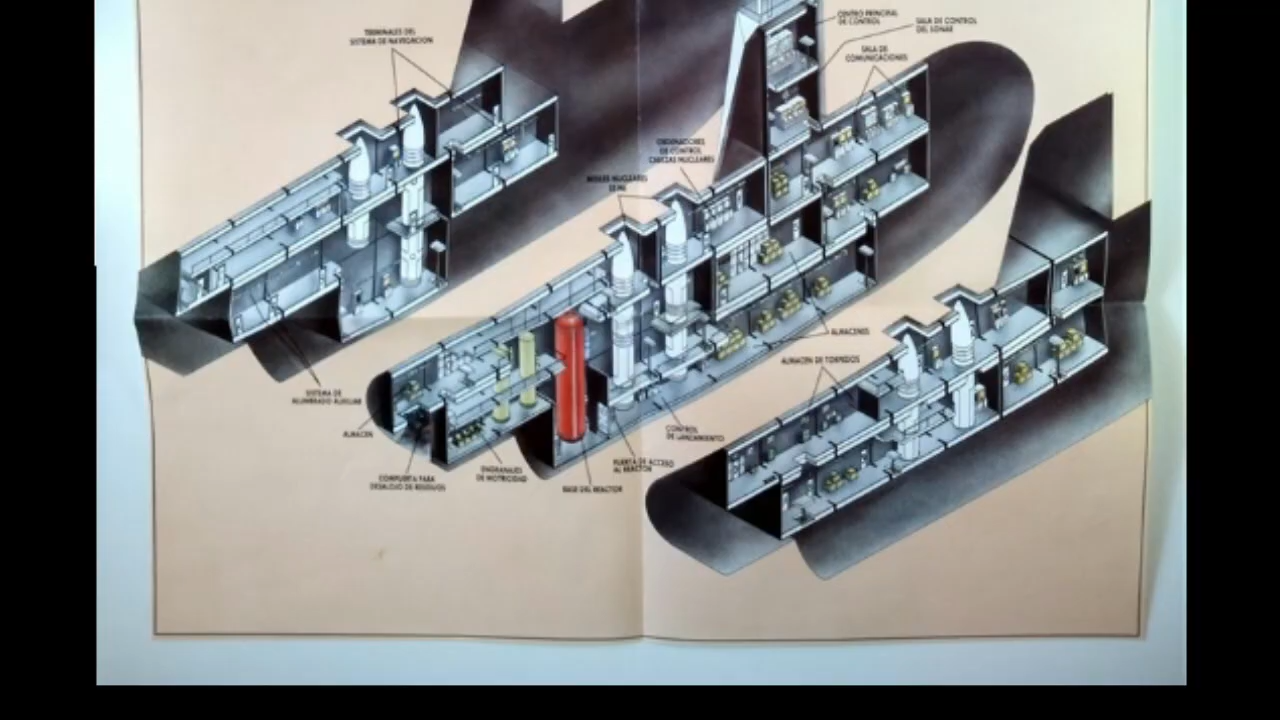 TERMINALES DEL
SISTEMA DE NAVEGACION
CENTRO PRINCIPAL
DE CONTROL
SALA DE CONTROL
DEL SONAR
SALA DE
COMUNICACIONES
ORDENADORES
DE CONTROL
CABEZAS NUCLEARES
MISILES NUCLEARES
ALMACENES
ALMACEN DE TORPEDOS
SISTEMA DE
ALUMBRADO AUXILIAR
ALMACEN
COMPUERTA PARA
DESALOJO DE RESIDUOS
ENGRANAJES
DE MOTRICIDAD
BASE DEL REACTOR
PUERTA DE ACCESO
AL REACTOR
CONTROL
DE LANZAMIENTO